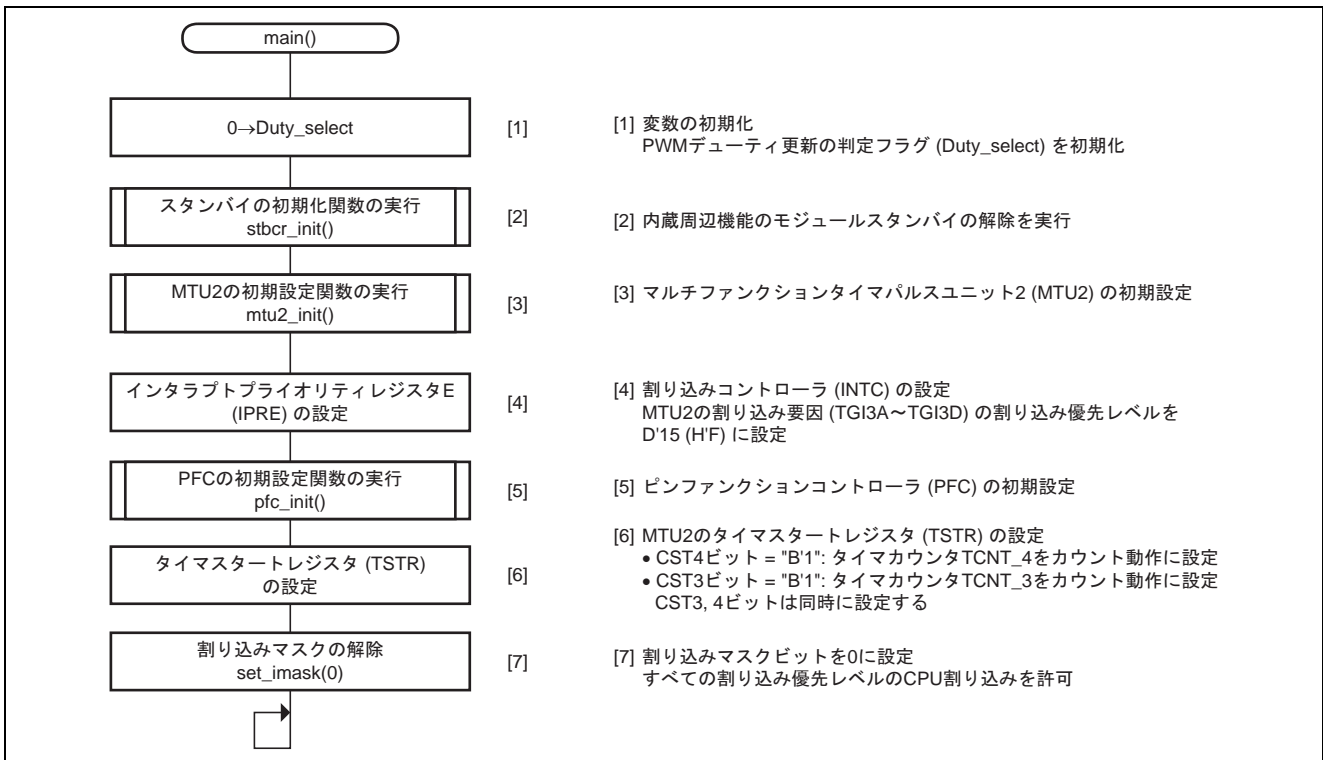 main()
0→Duty_select
[1]
[1] 変数の初期化
PWMデューティ更新の判定フラグ (Duty_select) を初期化
スタンバイの初期化関数の実行
stbcr_init()
[2]
[2] 内蔵周辺機能のモジュールスタンバイの解除を実行
MTU2の初期設定関数の実行
mtu2_init()
[3]
[3] マルチファンクションタイマパルスユニット2 (MTU2) の初期設定
インタラプトプライオリティレジスタE
(IPRE) の設定
[4]
[4] 割り込みコントローラ (INTC) の設定
MTU2の割り込み要因 (TGI3A～TGI3D) の割り込み優先レベルを
D'15 (H'F) に設定
PFCの初期設定関数の実行
pfc_init()
[5]
[5] ピンファンクションコントローラ (PFC) の初期設定
タイマスタートレジスタ (TSTR)
の設定
[6]
[6] MTU2のタイマスタートレジスタ (TSTR) の設定
• CST4ビット = "B'1": タイマカウンタTCNT_4をカウント動作に設定
• CST3ビット = "B'1": タイマカウンタTCNT_3をカウント動作に設定
CST3, 4ビットは同時に設定する
割り込みマスクの解除
set_imask(0)
[7]
[7] 割り込みマスクビットを0に設定
すべての割り込み優先レベルのCPU割り込みを許可